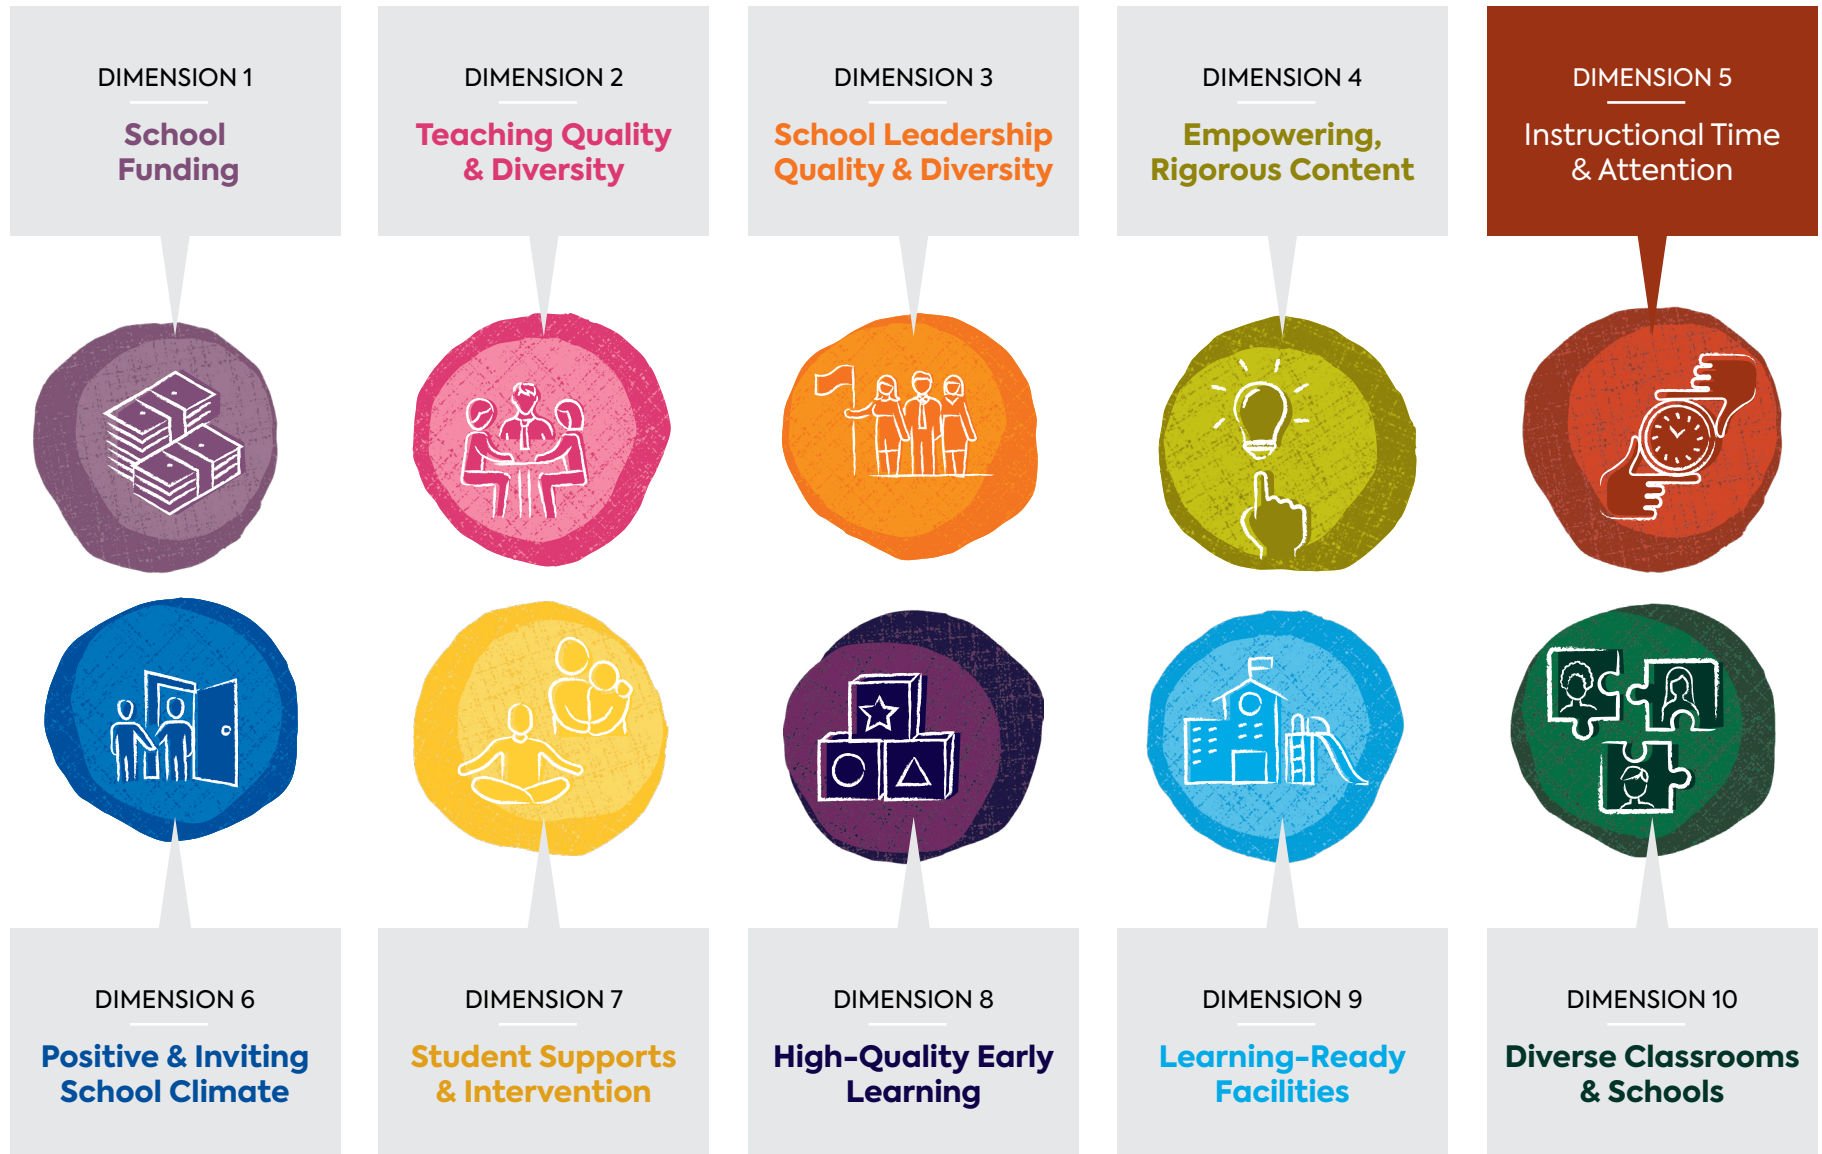 DIMENSION 1
School
Funding
DIMENSION 2
Teaching Quality
& Diversity
DIMENSION 3
School Leadership
Quality & Diversity
DIMENSION 4
Empowering,
Rigorous Content
DIMENSION 5
Instructional Time
& Attention
DIMENSION 6
Positive & Inviting
School Climate
DIMENSION 7
Student Supports
& Intervention
DIMENSION 8
High-Quality Early
Learning
DIMENSION 9
Learning-Ready
Facilities
DIMENSION 10
Diverse Classrooms
& Schools